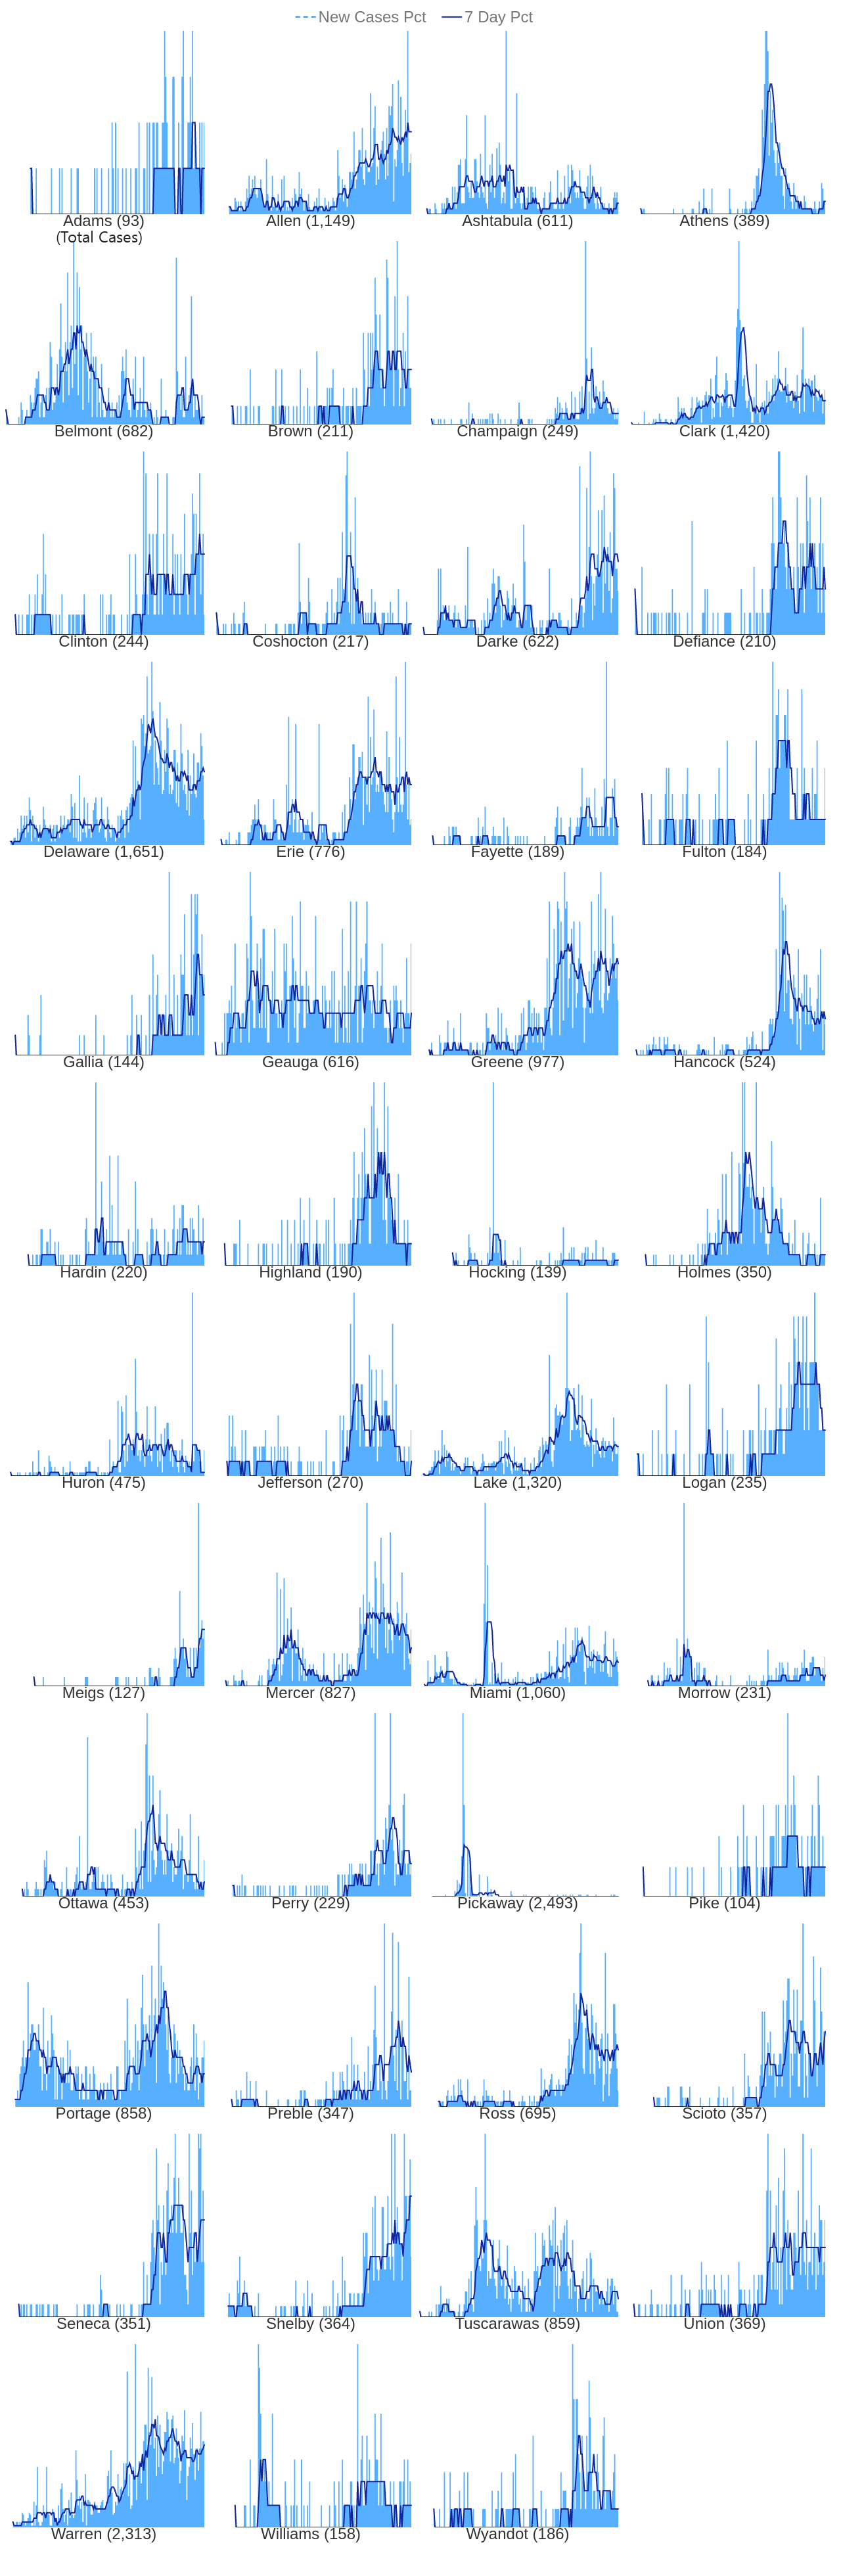 New Cases Pct 7 Day Pct
Adams (93) Allen (1,149) Ashtabula (611) Athens (389)
(Total Cases)
Belmont (682) Brown (211) Champaign (249) Clark (1,420)
Clinton (244) Coshocton (217) Darke (622) Defiance (210)
Delaware (1,651) Erie (776) Fayette (189) Fulton (184)
Gallia (144) Geauga (616) Greene (977) Hancock (524)
Hardin (220) Highland (190) Hocking (139) Holmes (350)
Huron (475) Jefferson (270) Lake (1,320) Logan (235)
Meigs (127) Mercer (827) Miami (1,060) Morrow (231)
Ottawa (453) Perry (229) Pickaway (2,493) Pike (104)
Portage (858) Preble (347) Ross (695) Scioto (357)
Seneca (351) Shelby (364) Tuscarawas (859) Union (369)
Warren (2,313) Williams (158) Wyandot (186)